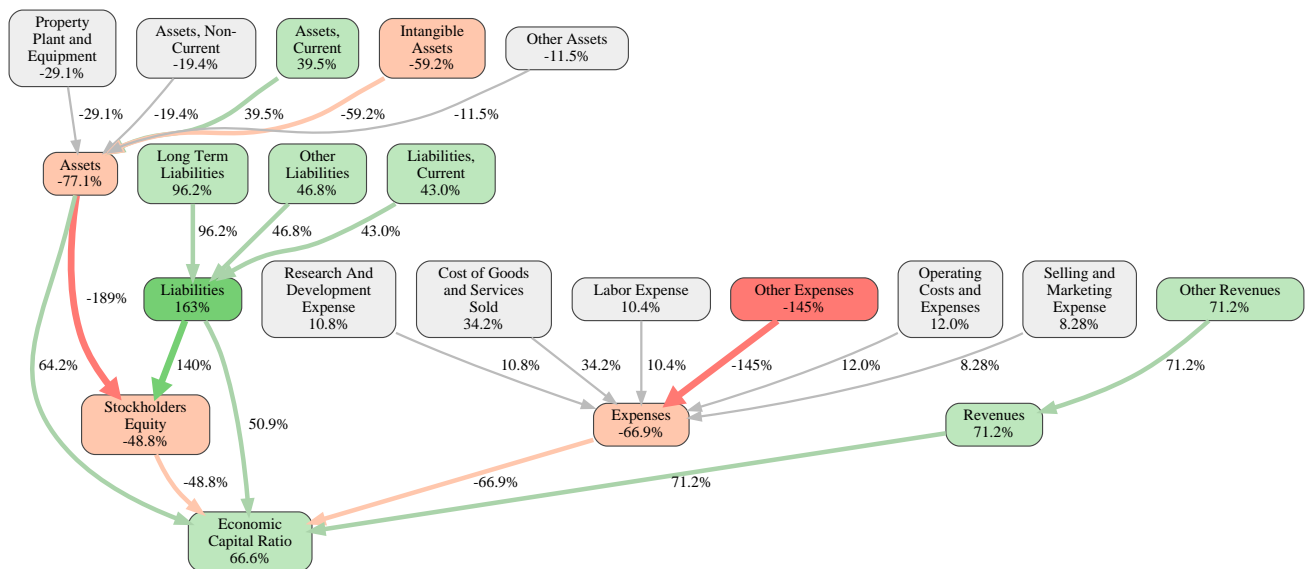 Property
Plant and
Equipment
-29.1%
Assets, Non-
Current
-19.4%
Assets,
Current
39.5%
Intangible
Assets
-59.2%
Other Assets
-11.5%
-29.1%
-19.4%
39.5%
-59.2%
-11.5%
Assets
-77.1%
Long Term
Liabilities
96.2%
Other
Liabilities
46.8%
Liabilities,
Current
43.0%
96.2%
46.8%
43.0%
Liabilities
163%
Research And
Development
Expense
10.8%
Cost of Goods
and Services
Sold
34.2%
Labor Expense
10.4%
Other Expenses
-145%
Operating
Costs and
Expenses
12.0%
Selling and
Marketing
Expense
8.28%
Other Revenues
71.2%
-189%
64.2%
140%
10.8%
34.2%
10.4%
-145%
12.0%
8.28%
71.2%
Stockholders
Equity
-48.8%
50.9%
Expenses
-66.9%
Revenues
71.2%
-48.8%
-66.9%
71.2%
Economic
Capital Ratio
66.6%